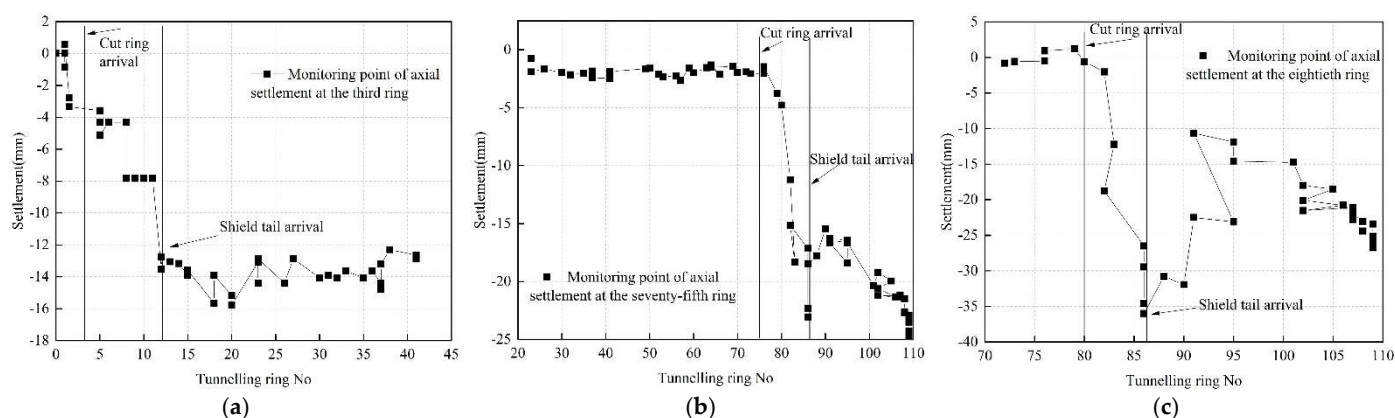 2
0
-2
-4
-6
-8
-10
-12
-14
-16
-18
0 5 10 15 20 25 30 35 40 45
Settlement(mm)
Tunnelling ring No
Cut ring
arrival
Monitoring point of axial
settlement at the third ring
Shield tail arrival
(a)
0
-5
-10
-15
-20
-25
20 30 40 50 60 70 80 90 100 110
Settlement(mm)
Tunnelling ring No
Cut ring arrival
Shield tail arrival
Monitoring point of axial
settlement at the seventy-fifth ring
(b)
5
0
-5
-10
-15
-20
-25
-30
-35
-40
70 75 80 85 90 95 100 105 110
Settlement(mm)
Tunnelling ring No
Cut ring arrival
Monitoring point of axial
settlement at the eightieth ring
Shield tail arrival
(c)